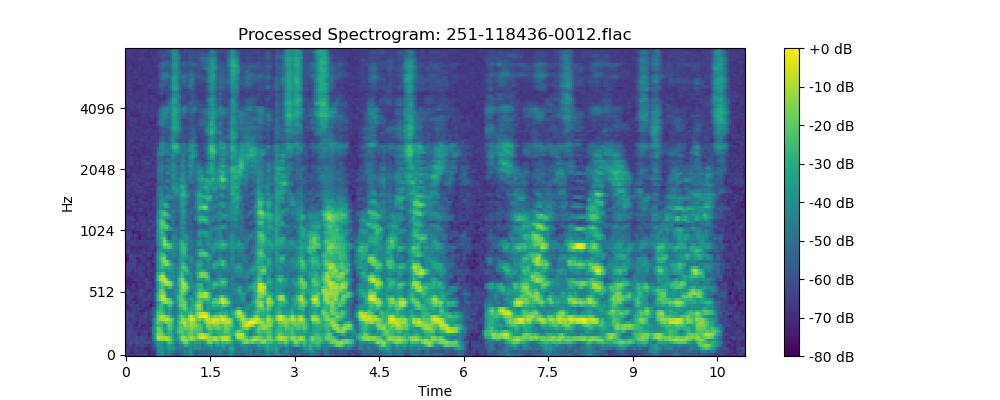 Processed Spectrogram: 251-118436-0012.flac
+0 dB
-10 dB
-20 dB
-30 dB
-40 dB
-50 dB
-60 dB
-70 dB
-80 dB
4096
2048
1024
512
0
Hz
0 1.5 3 4.5 6 7.5 9 10
Time